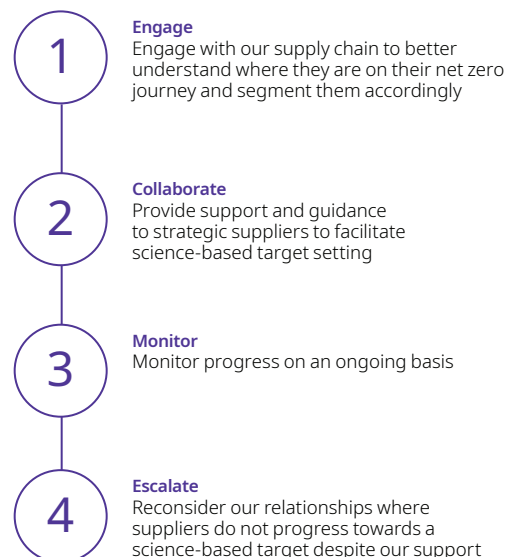 1
Engage
Engage with our supply chain to better
understand where they are on their net zero
journey and segment them accordingly
2
Collaborate
Provide support and guidance
to strategic suppliers to facilitate
science-based target setting
3
Monitor
Monitor progress on an ongoing basis
4
Escalate
Reconsider our relationships where
suppliers do not progress towards a
science-based target despite our support